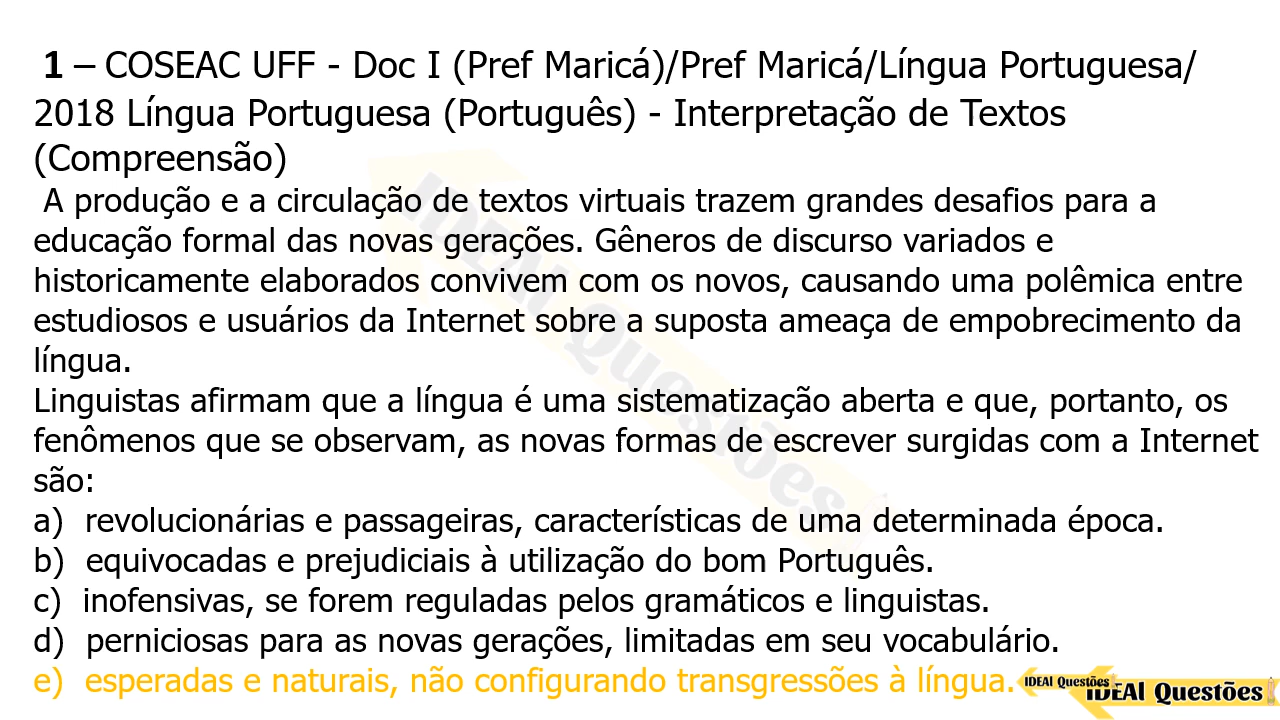 1 – COSEAC UFF - Doc I (Pref Maricá)/Pref Maricá/Língua Portuguesa/
2018 Língua Portuguesa (Português) - Interpretação de Textos
(Compreensão)
A produção e a circulação de textos virtuais trazem grandes desafios para a
educação formal das novas gerações. Gêneros de discurso variados e
historicamente elaborados convivem com os novos, causando uma polêmica entre
estudiosos e usuários da Internet sobre a suposta ameaça de empobrecimento da
língua.
Linguistas afirmam que a língua é uma sistematização aberta e que, portanto, os
fenômenos que se observam, as novas formas de escrever surgidas com a Internet
são:
a) revolucionárias e passageiras, características de uma determinada época.
b) equivocadas e prejudiciais à utilização do bom Português.
c) inofensivas, se forem reguladas pelos gramáticos e linguistas.
d) perniciosas para as novas gerações, limitadas em seu vocabulário.
e) esperadas e naturais, não configurando transgressões à língua.
IDEAl Questões
IDEAl Questões
IDEAl Questões